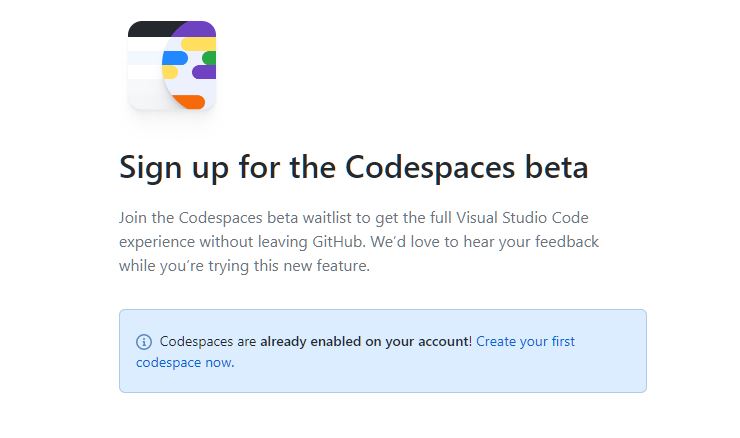 Sign up for the Codespaces beta
Join the Codespaces beta waitlist to get the full Visual Studio Code
experience without leaving GitHub. We’d love to hear your feedback
while you’re trying this new feature.
Codespaces are already enabled on your account! Create your first
codespace now.